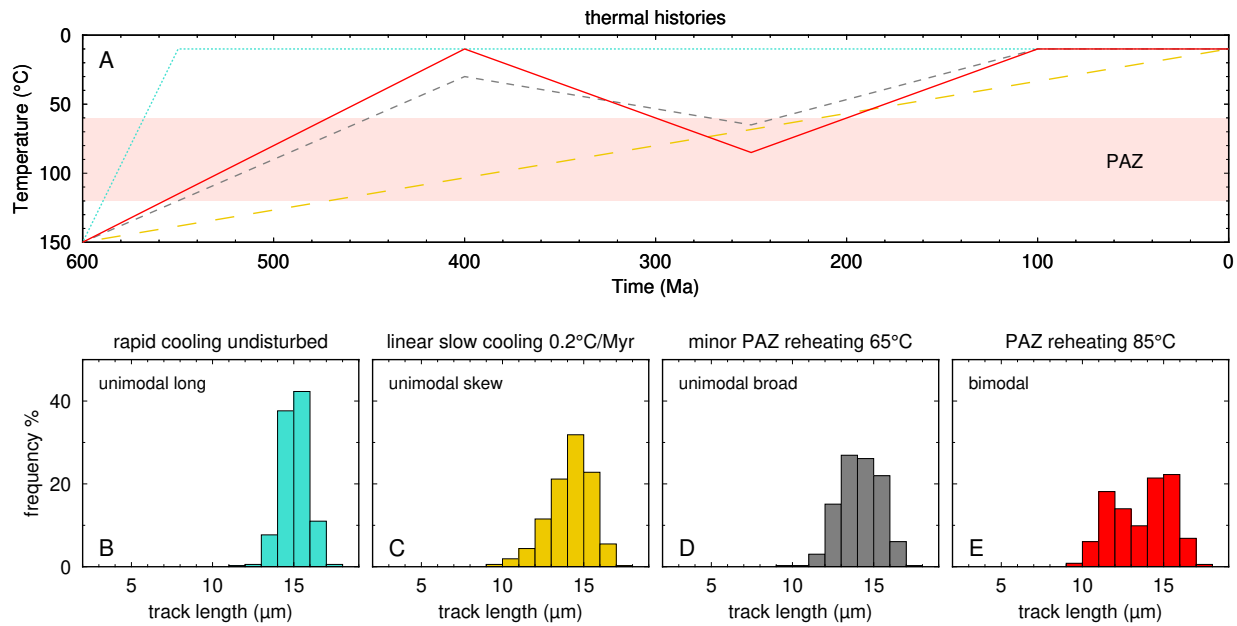 thermal histories
A
Temperature (°C)
0
50
100
150
PAZ
600
500
400
300
200
100
0
Time (Ma)
rapid cooling undisturbed
linear slow cooling 0.2°C/Myr
minor PAZ reheating 65°C
PAZ reheating 85°C
unimodal long
unimodal skew
unimodal broad
bimodal
frequency %
40
20
0
B
C
D
E
5 10 15
5 10 15
5 10 15
5 10 15
track length (µm)
track length (µm)
track length (µm)
track length (µm)